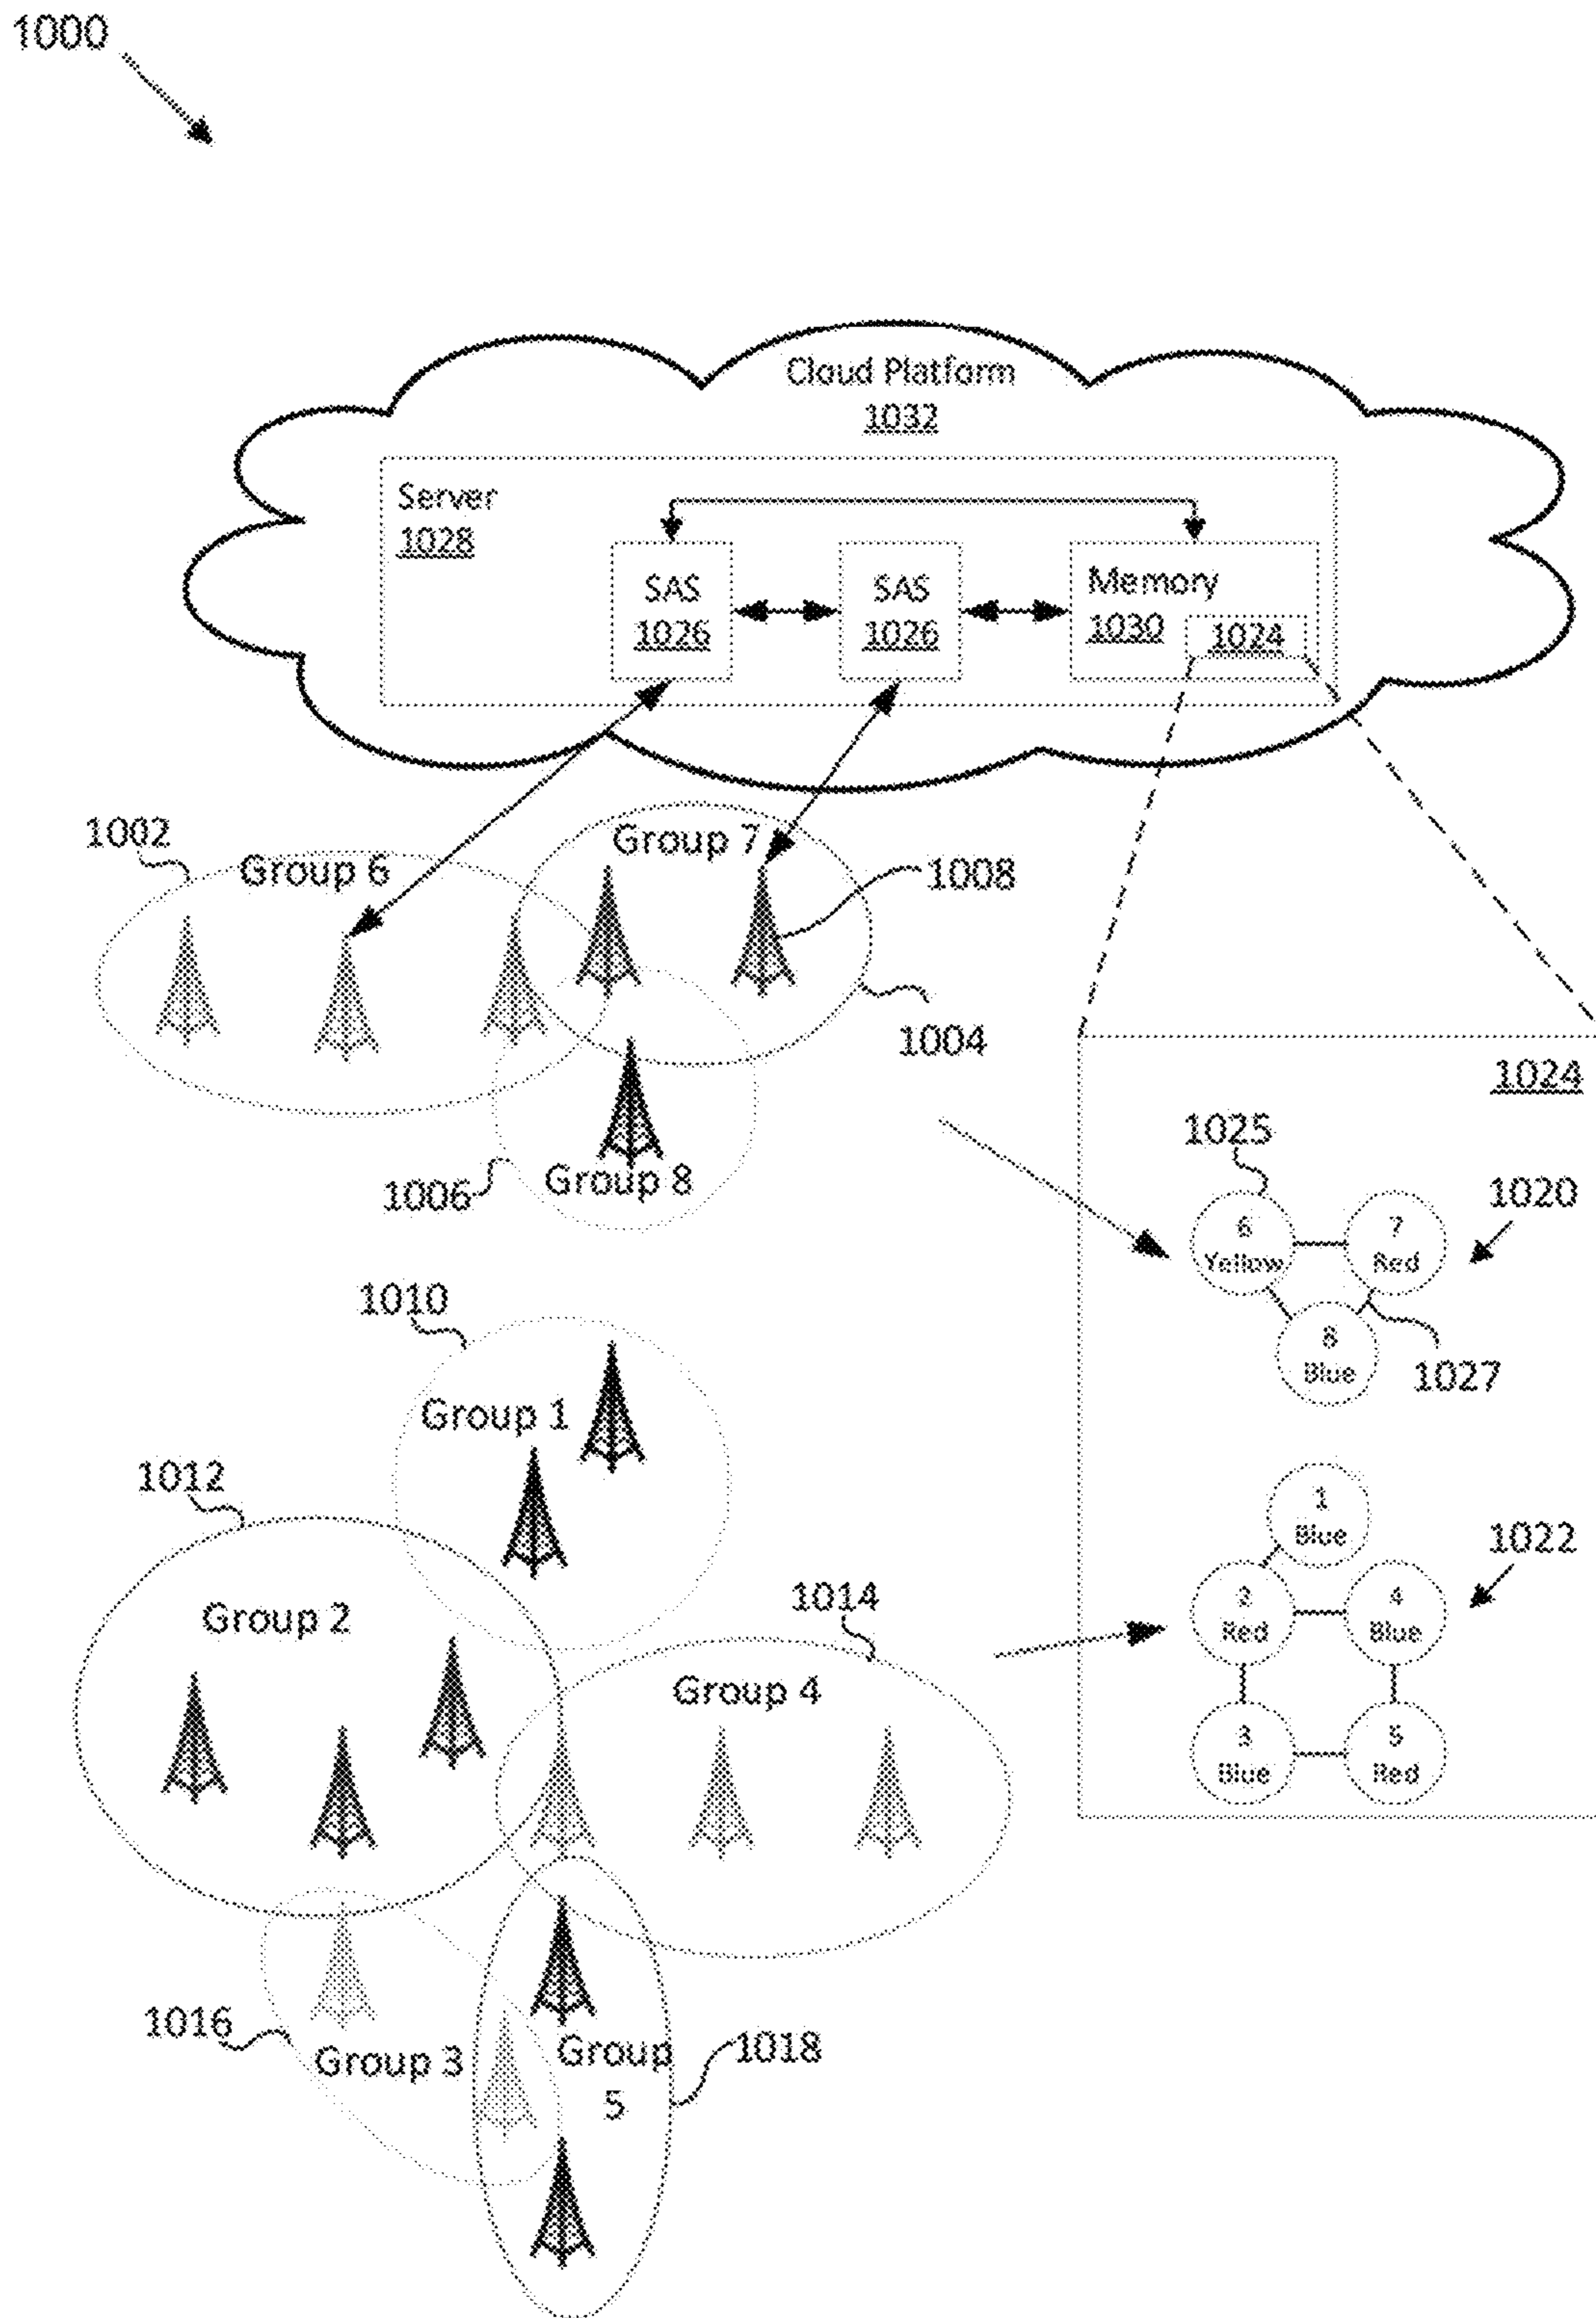 1000
Cloud Platform
1032
Server
1028
SAS
1026
SAS
1026
Memory
1030
1024
1002
Group 6
Group 7
1008
1004
1006
Group 8
1024
1025
6
Yellow
7
Red
1020
8
Blue
1027
1010
Group 1
1012
Group 2
1014
Group 4
1
Blue
1022
2
Red
4
Blue
3
Blue
5
Red
1016
Group 3
Group
5
1018